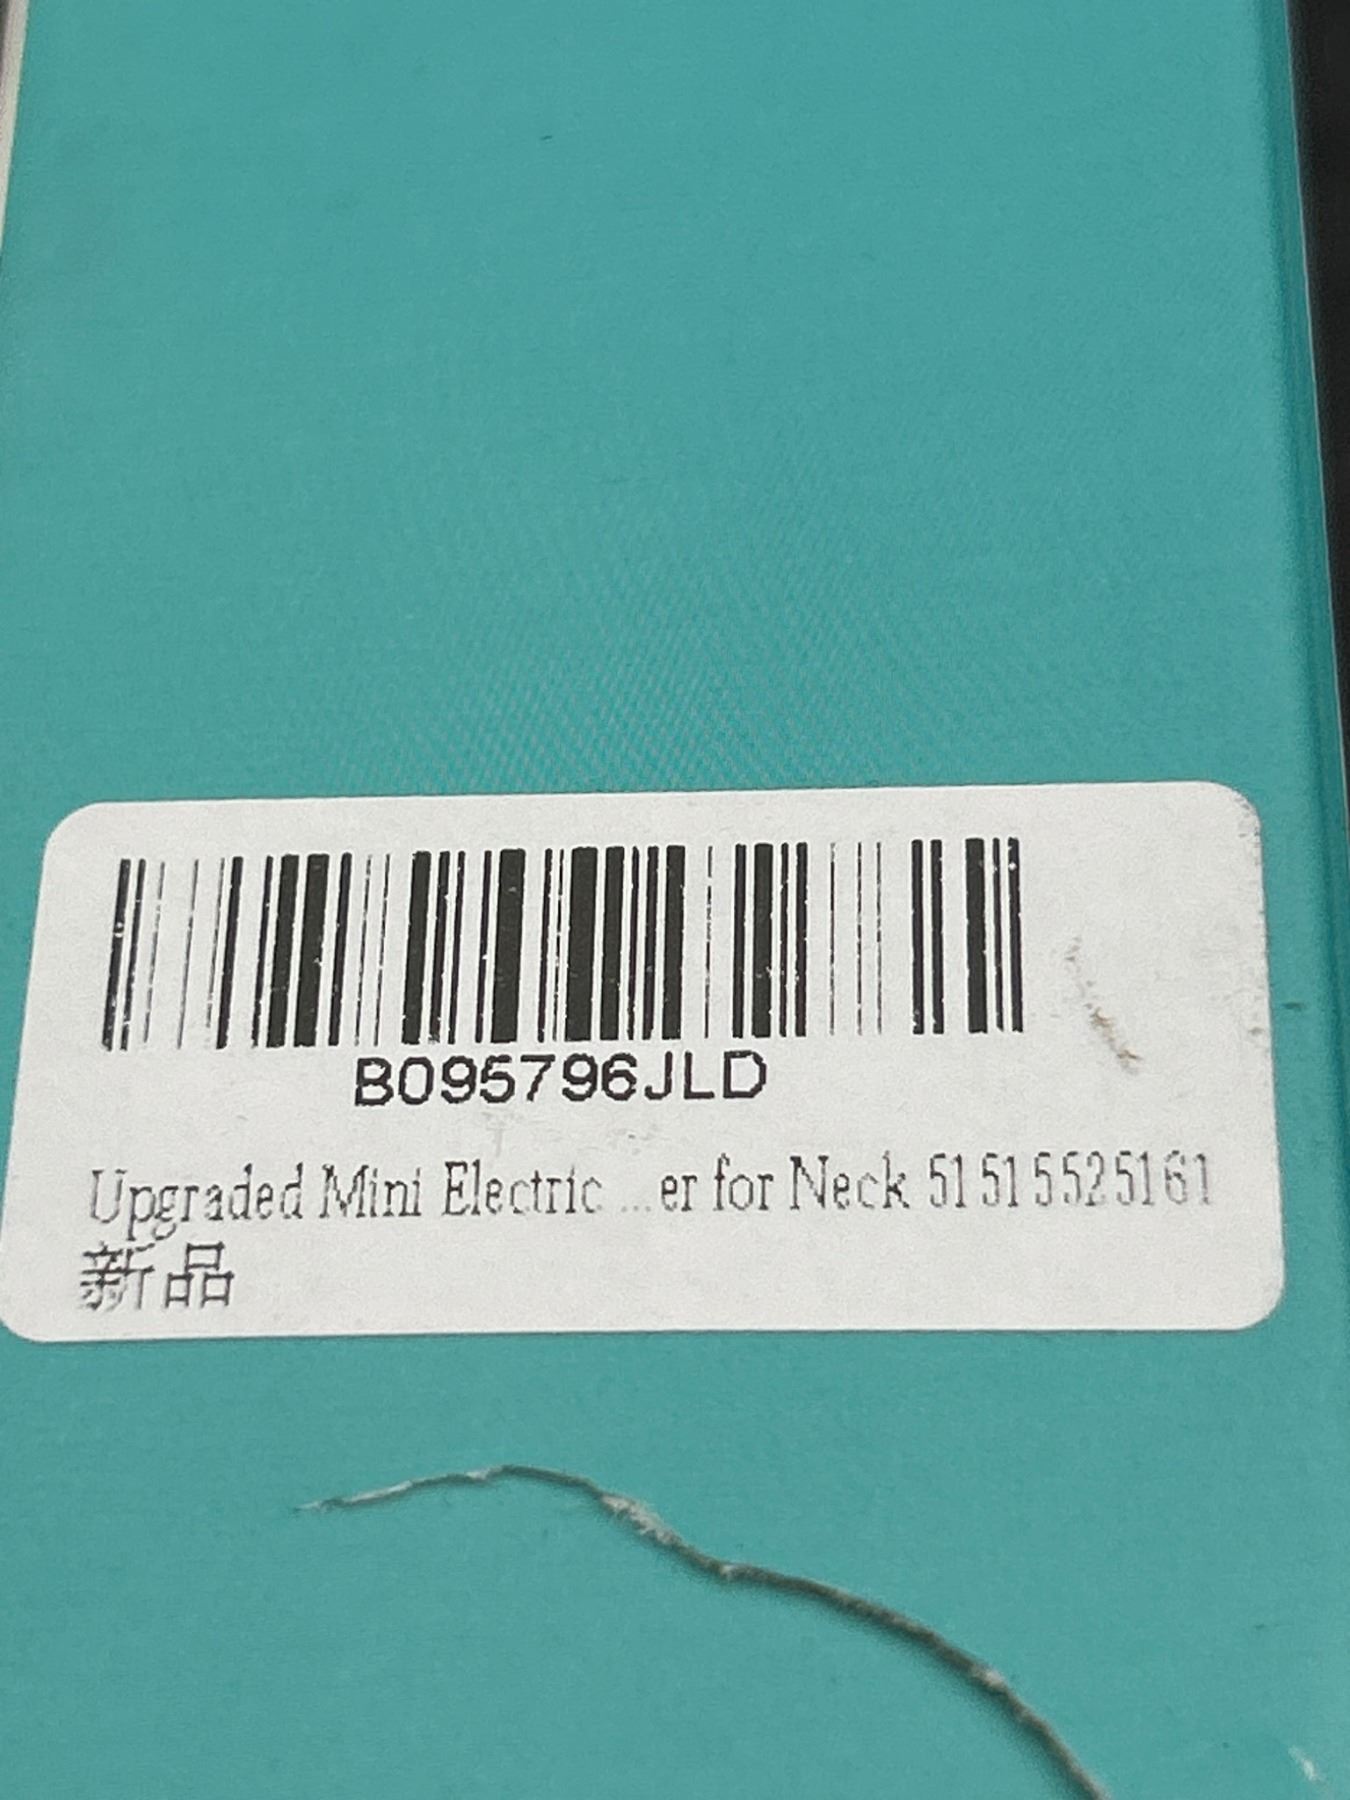 B095796JLD
Upgraded Mini Electric ...er for Neck 51515525161
新品